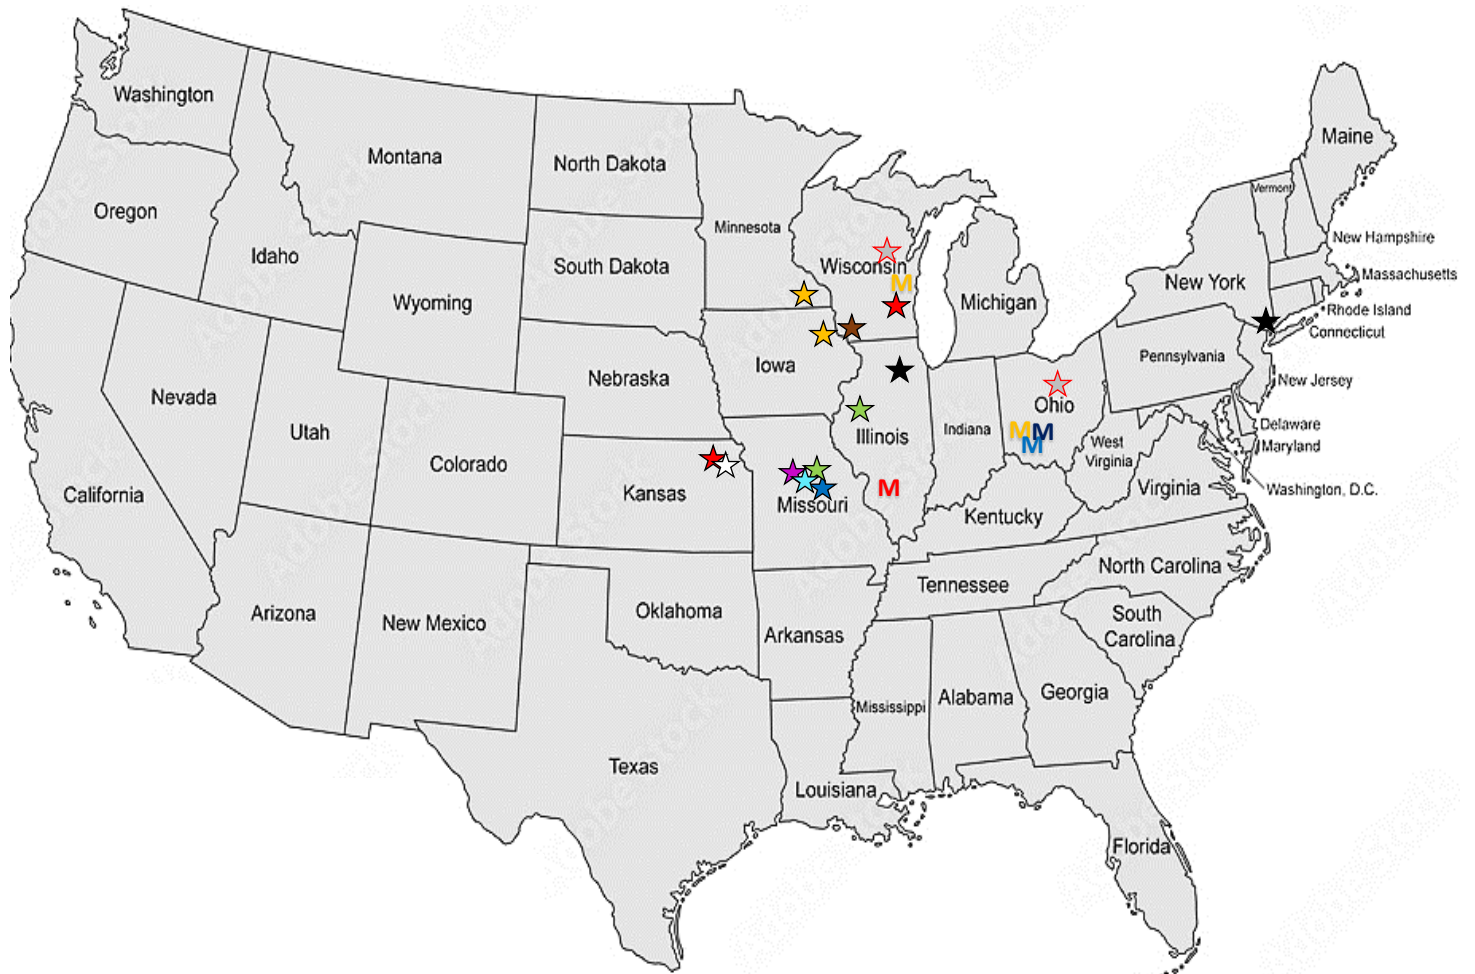 Washington
Maine
Montana
North Dakota
Vermont
Oregon
Minnesota
New Hampshire
Idaho
South Dakota
Wisconsin
Massachusetts
New York
M
Wyoming
Michigan
Rhode Island
Connecticut
Pennsylvania
Iowa
Nebraska
New Jersey
Nevada
Ohio
Delaware
Utah
Illinois
Indiana
M M
M
West
Virginia
Maryland
Colorado
California
Kansas
M
Virginia
Washington, D.C.
Missouri
Kentucky
North Carolina
Tennessee
Arizona
New Mexico
Oklahoma
Arkansas
South
Carolina
Mississippi
Alabama
Georgia
Texas
Louisiana
Florida
Adobe Stock